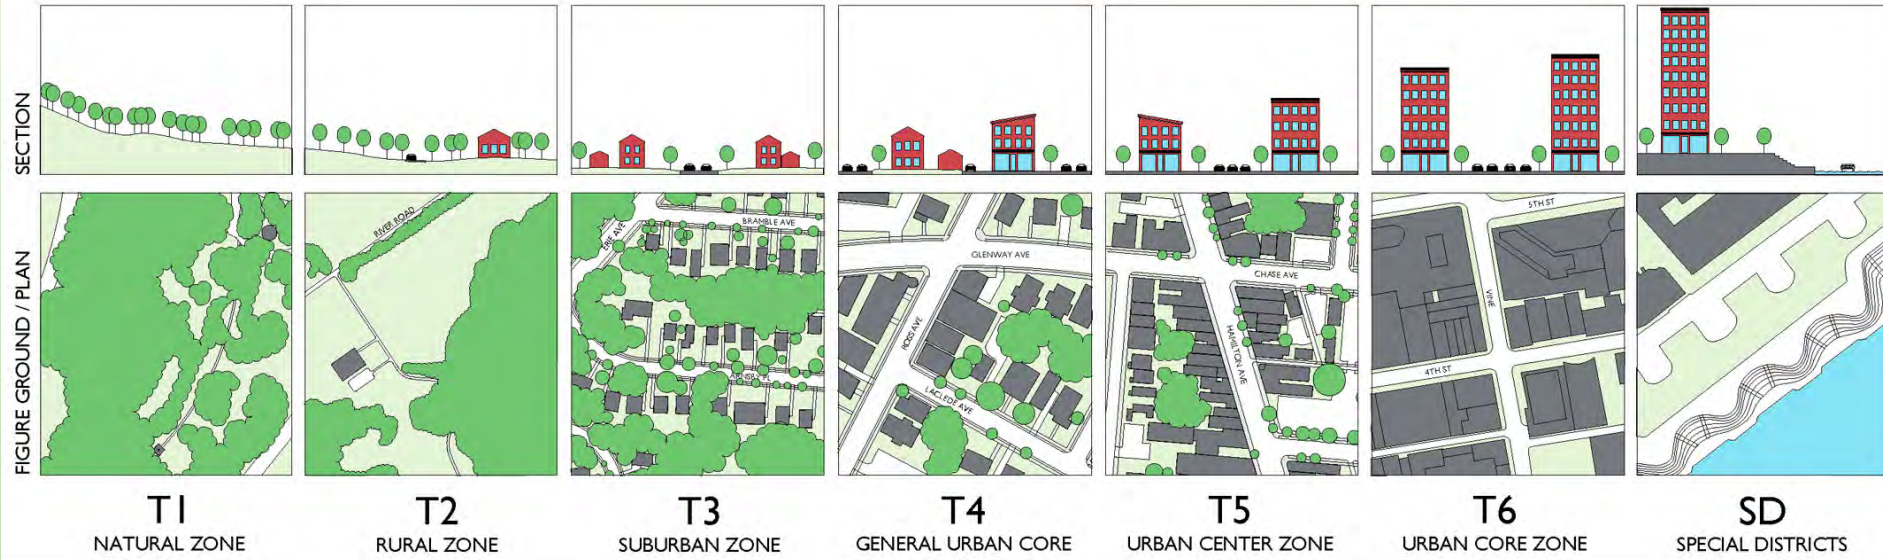 SECTION
FIGURE GROUND / PLAN
RIVER ROAD
ERIE AVE
BRAMBLE AVE
PL
GLENWAY AVE
ROSS AVE
LACLEDE AVE
CHASE AVE
HAMILTON AVE
5TH ST
VINE
4TH ST
T1
NATURAL ZONE
T2
RURAL ZONE
T3
SUBURBAN ZONE
T4
GENERAL URBAN CORE
T5
URBAN CENTER ZONE
T6
URBAN CORE ZONE
SD
SPECIAL DISTRICTS